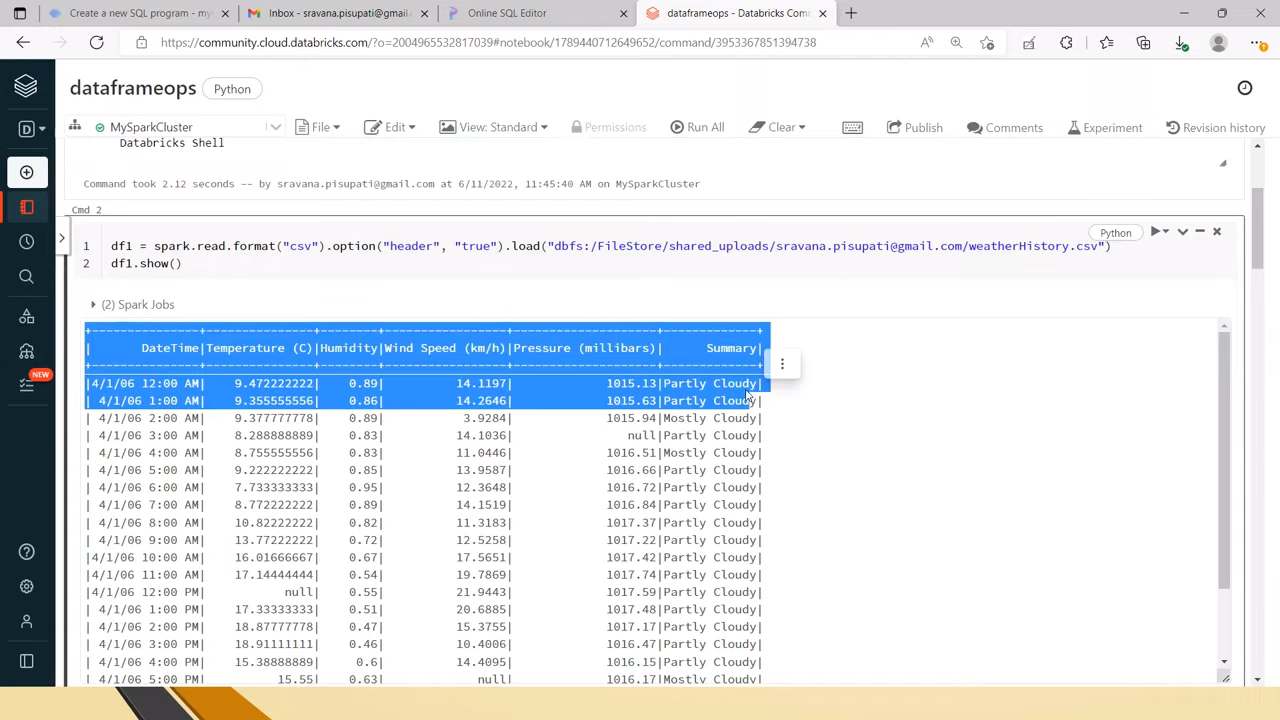 Create a new SQL program - my
Inbox - sravana.pisupati@gmail.
Online SQL Editor
dataframeops - Databricks Com
https://community.cloud.databricks.com/?o=2004965532817039#notebook/1789440712649652/command/3953367851394738
dataframeops
Python
D
MySparkCluster
File
Edit
View: Standard
Permissions
Run All
Clear
Publish
Comments
Experiment
Revision history
Databricks Shell
Command took 2.12 seconds -- by sravana.pisupati@gmail.com at 6/11/2022, 11:45:40 AM on MySparkCluster
Cmd 2
Python
1 df1 = spark.read.format("csv").option("header", "true").load("dbfs:/FileStore/shared_uploads/sravana.pisupati@gmail.com/weatherHistory.csv")
2 df1.show()
(2) Spark Jobs
NEW
+---------------+---------------+--------+-----------------+--------------------+-------------+
| DateTime|Temperature (C)|Humidity|Wind Speed (km/h)|Pressure (millibars)| Summary|
+---------------+---------------+--------+-----------------+--------------------+-------------+
|4/1/06 12:00 AM| 9.472222222| 0.89| 14.1197| 1015.13|Partly Cloudy|
| 4/1/06 1:00 AM| 9.355555556| 0.86| 14.2646| 1015.63|Partly Cloudy|
| 4/1/06 2:00 AM| 9.377777778| 0.89| 3.9284| 1015.94|Mostly Cloudy|
| 4/1/06 3:00 AM| 8.288888889| 0.83| 14.1036| null|Partly Cloudy|
| 4/1/06 4:00 AM| 8.755555556| 0.83| 11.0446| 1016.51|Mostly Cloudy|
| 4/1/06 5:00 AM| 9.222222222| 0.85| 13.9587| 1016.66|Partly Cloudy|
| 4/1/06 6:00 AM| 7.733333333| 0.95| 12.3648| 1016.72|Partly Cloudy|
| 4/1/06 7:00 AM| 8.772222222| 0.89| 14.1519| 1016.84|Partly Cloudy|
| 4/1/06 8:00 AM| 10.82222222| 0.82| 11.3183| 1017.37|Partly Cloudy|
| 4/1/06 9:00 AM| 13.77222222| 0.72| 12.5258| 1017.22|Partly Cloudy|
|4/1/06 10:00 AM| 16.01666667| 0.67| 17.5651| 1017.42|Partly Cloudy|
|4/1/06 11:00 AM| 17.14444444| 0.54| 19.7869| 1017.74|Partly Cloudy|
|4/1/06 12:00 PM| null| 0.55| 21.9443| 1017.59|Partly Cloudy|
| 4/1/06 1:00 PM| 17.33333333| 0.51| 20.6885| 1017.48|Partly Cloudy|
| 4/1/06 2:00 PM| 18.87777778| 0.47| 15.3755| 1017.17|Partly Cloudy|
| 4/1/06 3:00 PM| 18.91111111| 0.46| 10.4006| 1016.47|Partly Cloudy|
| 4/1/06 4:00 PM| 15.38888889| 0.6| 14.4095| 1016.15|Partly Cloudy|
| 4/1/06 5:00 PM| 15.55| 0.63| null| 1016.17|Mostly Cloudy|